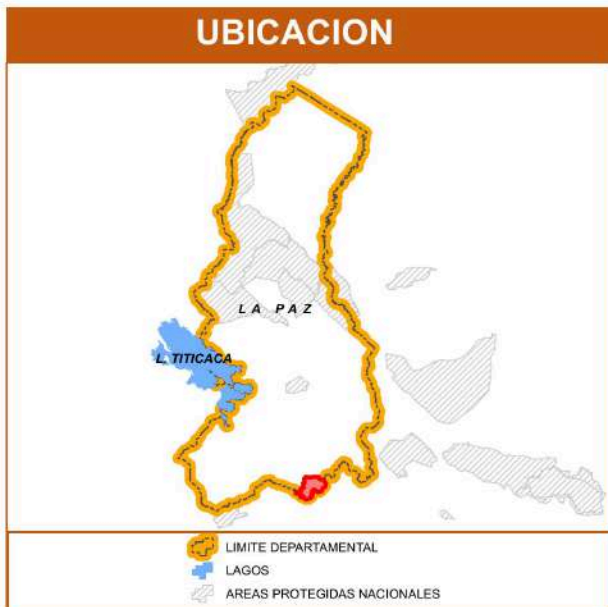 UBICACION
LA PAZ
L. TITICACA
LIMITE DEPARTAMENTAL
LAGOS
AREAS PROTEGIDAS NACIONALES